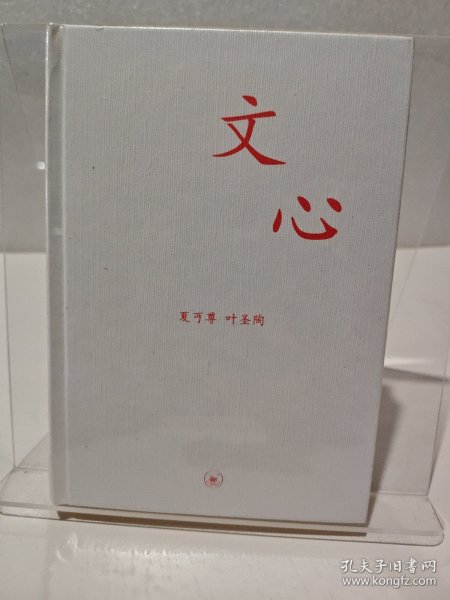 文
心
夏丏尊 叶圣陶
孔夫子旧书网
www.kongfz.com